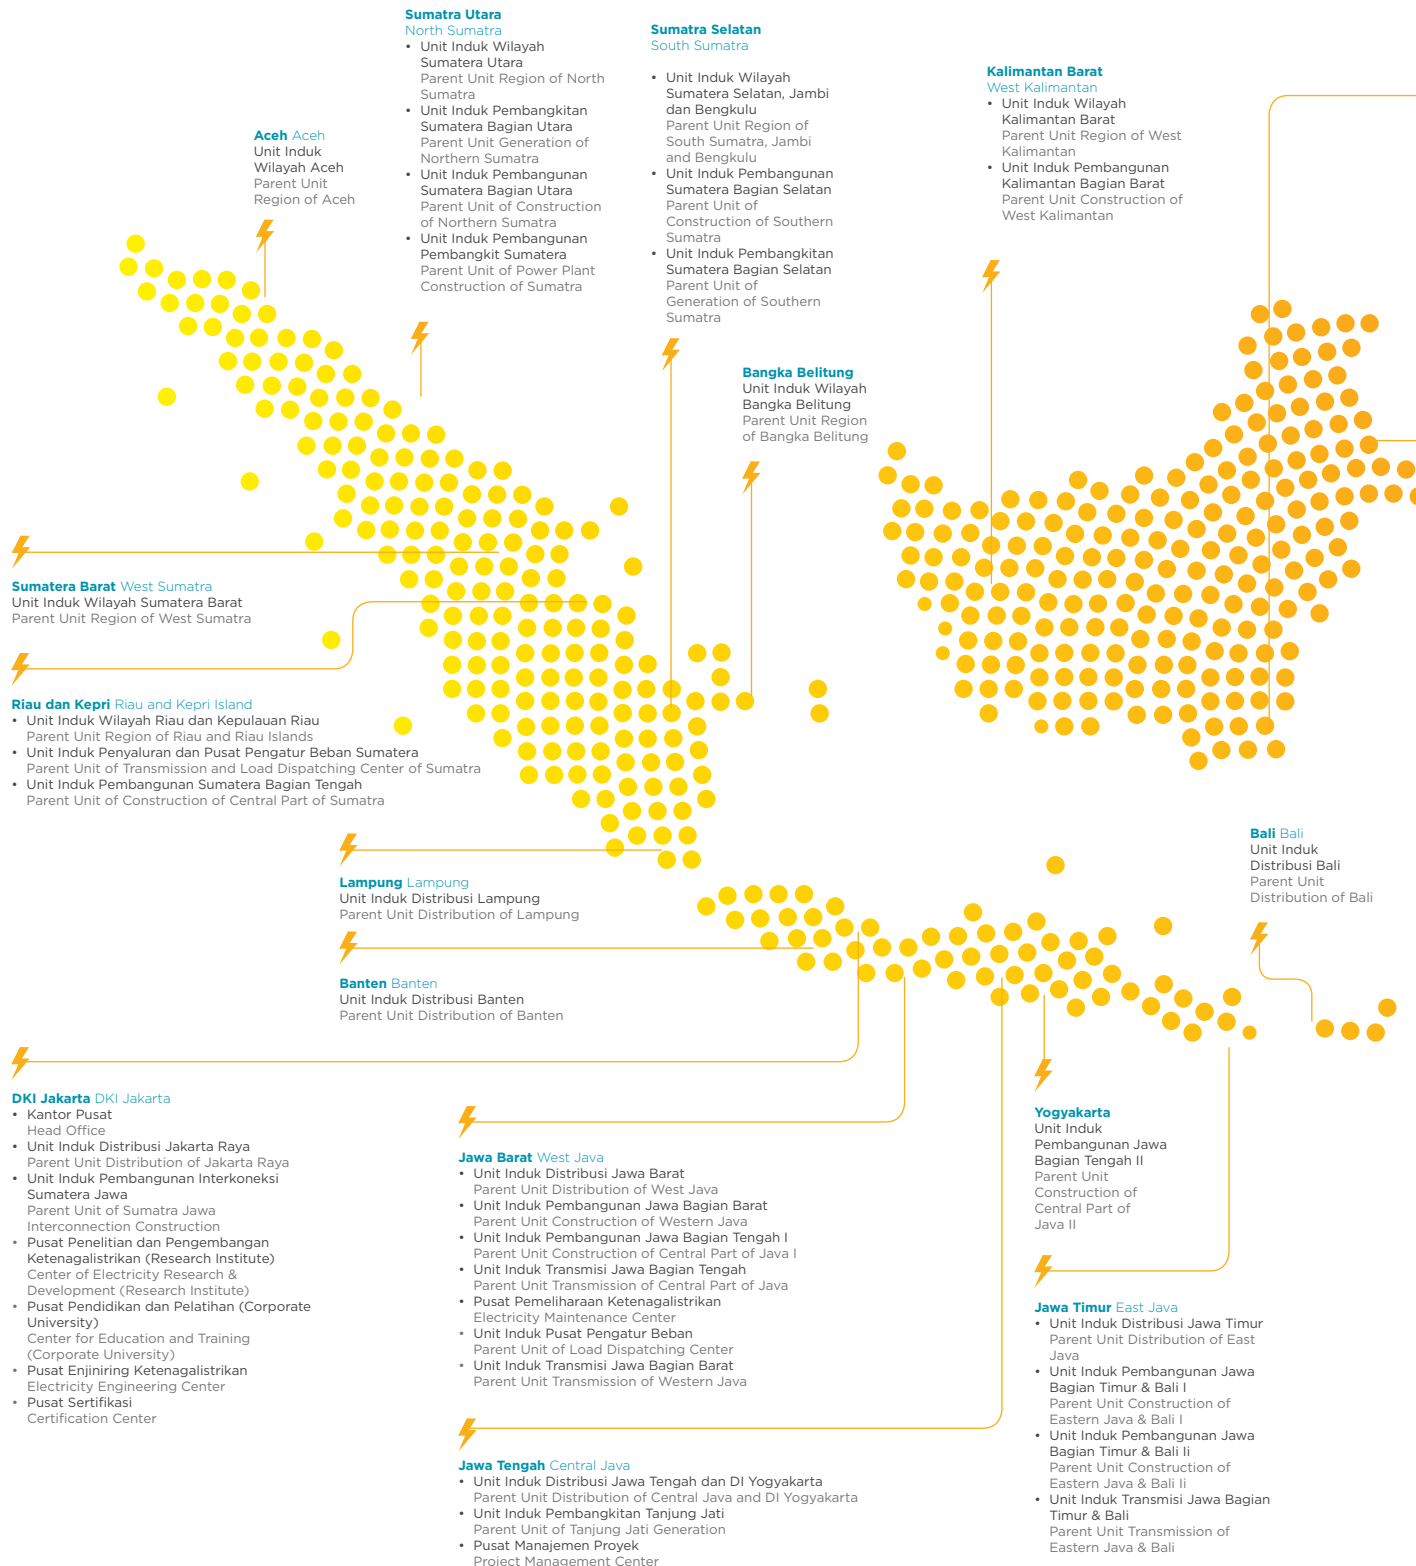 Sumatra Utara
North Sumatra
• Unit Induk Wilayah
Sumatera Utara
Parent Unit Region of North
Sumatra
• Unit Induk Pembangkitan
Sumatera Bagian Utara
Parent Unit Generation of
Northern Sumatra
• Unit Induk Pembangunan
Sumatera Bagian Utara
Parent Unit of Construction
of Northern Sumatra
• Unit Induk Pembangunan
Pembangkit Sumatera
Parent Unit of Power Plant
Construction of Sumatra
Sumatra Selatan
South Sumatra
• Unit Induk Wilayah
Sumatera Selatan, Jambi
dan Bengkulu
Parent Unit Region of
South Sumatra, Jambi
and Bengkulu
• Unit Induk Pembangunan
Sumatera Bagian Selatan
Parent Unit of
Construction of Southern
Sumatra
• Unit Induk Pembangkitan
Sumatera Bagian Selatan
Parent Unit of
Generation of Southern
Sumatra
Kalimantan Barat
West Kalimantan
• Unit Induk Wilayah
Kalimantan Barat
Parent Unit Region of West
Kalimantan
• Unit Induk Pembangunan
Kalimantan Bagian Barat
Parent Unit Construction of
West Kalimantan
Aceh Aceh
Unit Induk
Wilayah Aceh
Parent Unit
Region of Aceh
Bangka Belitung
Unit Induk Wilayah
Bangka Belitung
Parent Unit Region
of Bangka Belitung
Sumatera Barat West Sumatra
Unit Induk Wilayah Sumatera Barat
Parent Unit Region of West Sumatra
Riau dan Kepri Riau and Kepri Island
• Unit Induk Wilayah Riau dan Kepulauan Riau
Parent Unit Region of Riau and Riau Islands
• Unit Induk Penyaluran dan Pusat Pengatur Beban Sumatera
Parent Unit of Transmission and Load Dispatching Center of Sumatra
• Unit Induk Pembangunan Sumatera Bagian Tengah
Parent Unit of Construction of Central Part of Sumatra
Lampung Lampung
Unit Induk Distribusi Lampung
Parent Unit Distribution of Lampung
Bali Bali
Unit Induk
Distribusi Bali
Parent Unit
Distribution of Bali
Banten Banten
Unit Induk Distribusi Banten
Parent Unit Distribution of Banten
DKI Jakarta DKI Jakarta
• Kantor Pusat
Head Office
• Unit Induk Distribusi Jakarta Raya
Parent Unit Distribution of Jakarta Raya
• Unit Induk Pembangunan Interkoneksi
Sumatera Jawa
Parent Unit of Sumatra Jawa
Interconnection Construction
• Pusat Penelitian dan Pengembangan
Ketenagalistrikan (Research Institute)
Center of Electricity Research &
Development (Research Institute)
• Pusat Pendidikan dan Pelatihan (Corporate
University)
Center for Education and Training
(Corporate University)
• Pusat Enjiniring Ketenagalistrikan
Electricity Engineering Center
• Pusat Sertifikasi
Certification Center
Jawa Barat West Java
• Unit Induk Distribusi Jawa Barat
Parent Unit Distribution of West Java
• Unit Induk Pembangunan Jawa Bagian Barat
Parent Unit Construction of Western Java
• Unit Induk Pembangunan Jawa Bagian Tengah I
Parent Unit Construction of Central Part of Java I
• Unit Induk Transmisi Jawa Bagian Tengah
Parent Unit Transmission of Central Part of Java
• Pusat Pemeliharaan Ketenagalistrikan
Electricity Maintenance Center
• Unit Induk Pusat Pengatur Beban
Parent Unit of Load Dispatching Center
• Unit Induk Transmisi Jawa Bagian Barat
Parent Unit Transmission of Western Java
Jawa Tengah Central Java
• Unit Induk Distribusi Jawa Tengah dan DI Yogyakarta
Parent Unit Distribution of Central Java and DI Yogyakarta
• Unit Induk Pembangkitan Tanjung Jati
Parent Unit of Tanjung Jati Generation
• Pusat Manajemen Proyek
Project Management Center
Yogyakarta
Unit Induk
Pembangunan Jawa
Bagian Tengah II
Parent Unit
Construction of
Central Part of
Java II
Jawa Timur East Java
• Unit Induk Distribusi Jawa Timur
Parent Unit Distribution of East
Java
• Unit Induk Pembangunan Jawa
Bagian Timur & Bali I
Parent Unit Construction of
Eastern Java & Bali I
• Unit Induk Pembangunan Jawa
Bagian Timur & Bali Ii
Parent Unit Construction of
Eastern Java & Bali Ii
• Unit Induk Transmisi Jawa Bagian
Timur & Bali
Parent Unit Transmission of
Eastern Java & Bali